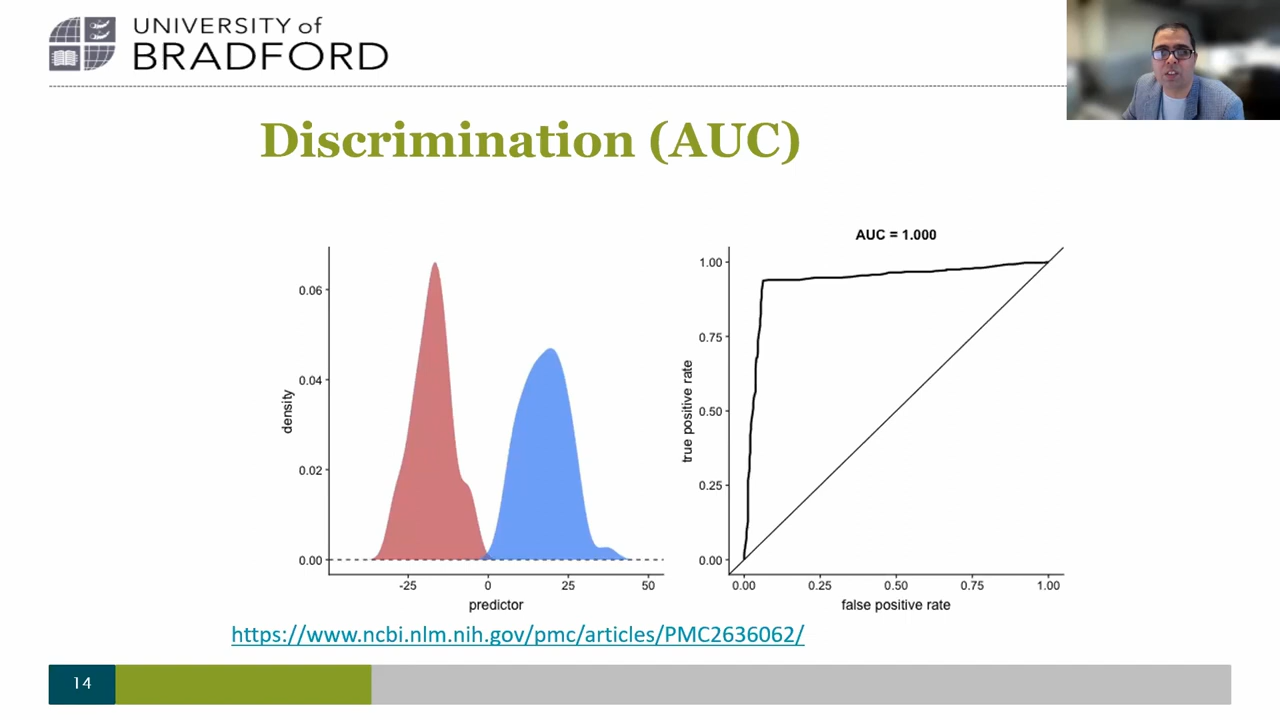 UNIVERSITY of
BRADFORD
Discrimination (AUC)
0.06
0.04
0.02
0.00
density
-25 0 25 50
predictor
AUC = 1.000
1.00
0.75
0.50
0.25
0.00
true positive rate
0.00 0.25 0.50 0.75 1.00
false positive rate
https://www.ncbi.nlm.nih.gov/pmc/articles/PMC2636062/
14